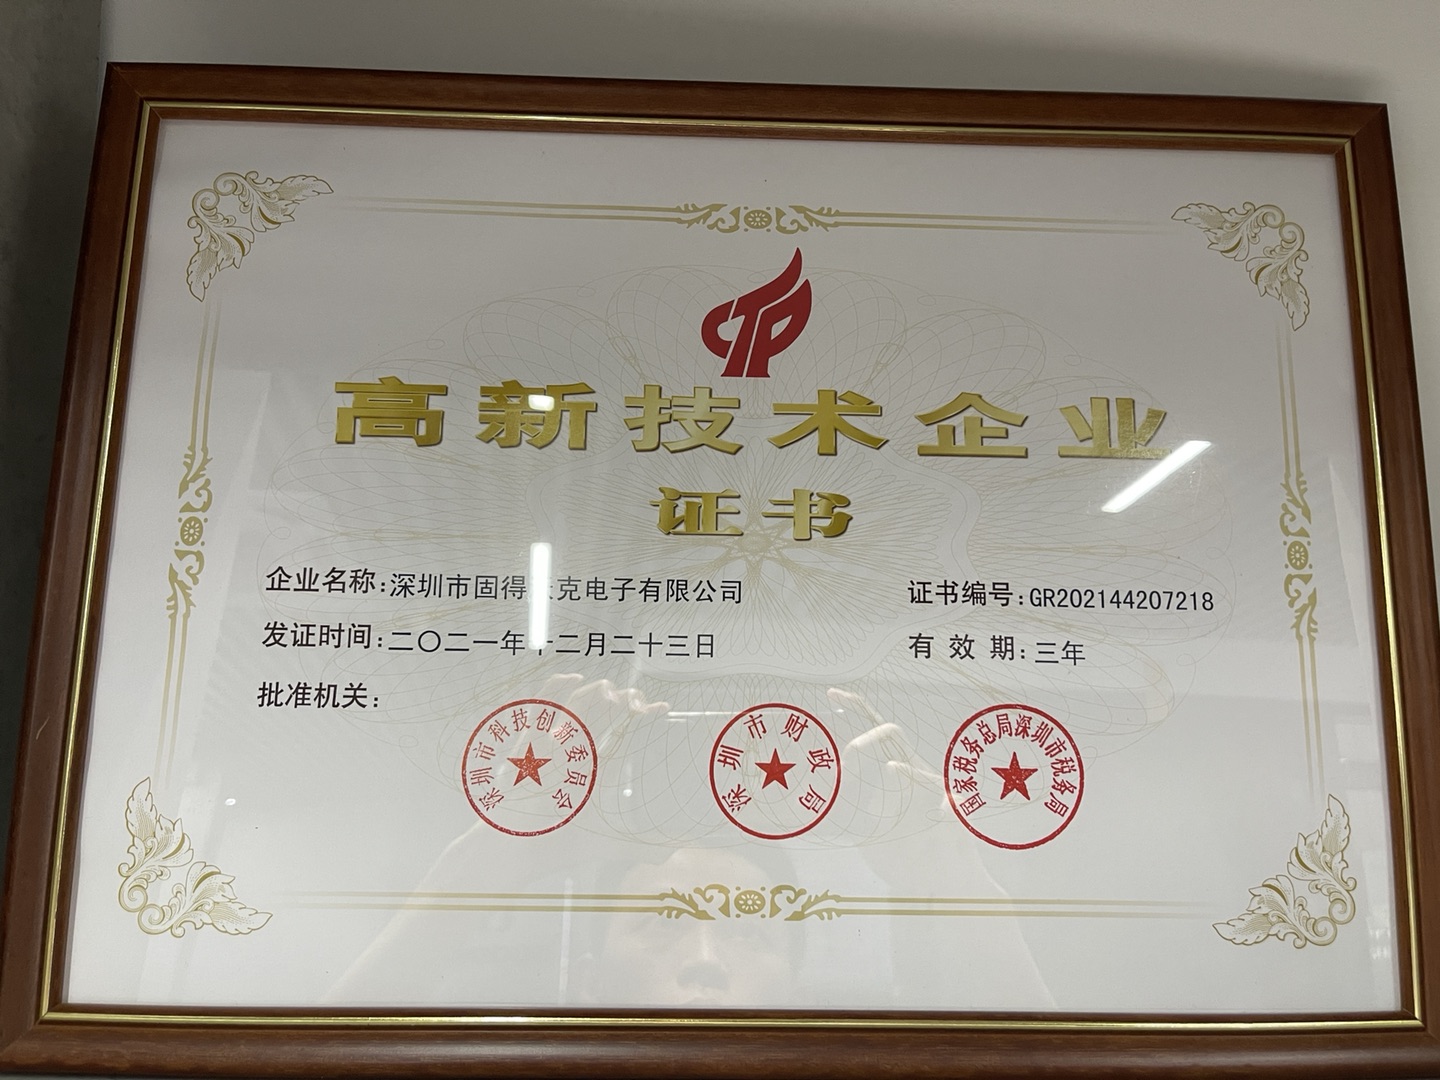 CTP
高新技术企业
证书
企业名称:深圳市固得 克电子有限公司
证书编号:GR202144207218
发证时间:二〇二一年十二月二十三日
有效期:三年
批准机关:
深圳市科技创新委员会
深圳市财政局
国家税务总局深圳市税务局